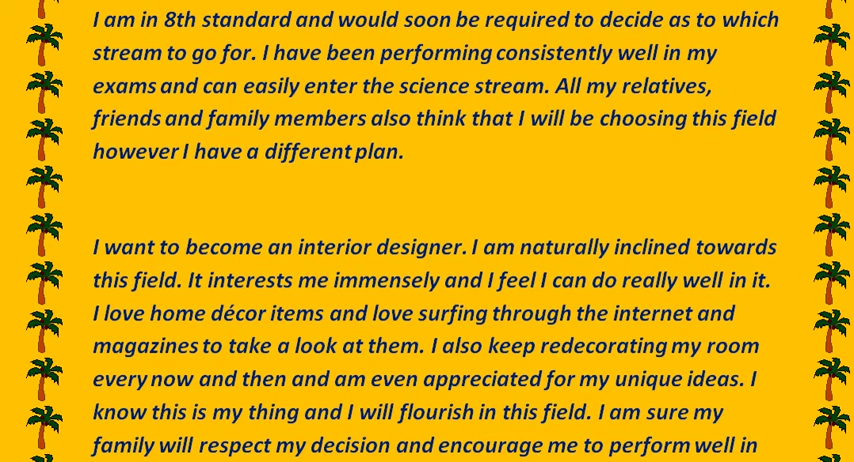 I am in 8th standard and would soon be required to decide as to which
stream to go for. I have been performing consistently well in my
exams and can easily enter the science stream. All my relatives,
friends and family members also think that I will be choosing this field
however I have a different plan.
I want to become an interior designer. I am naturally inclined towards
this field. It interests me immensely and I feel I can do really well in it.
I love home décor items and love surfing through the internet and
magazines to take a look at them. I also keep redecorating my room
every now and then and am even appreciated for my unique ideas. I
know this is my thing and I will flourish in this field. I am sure my
family will respect my decision and encourage me to perform well in